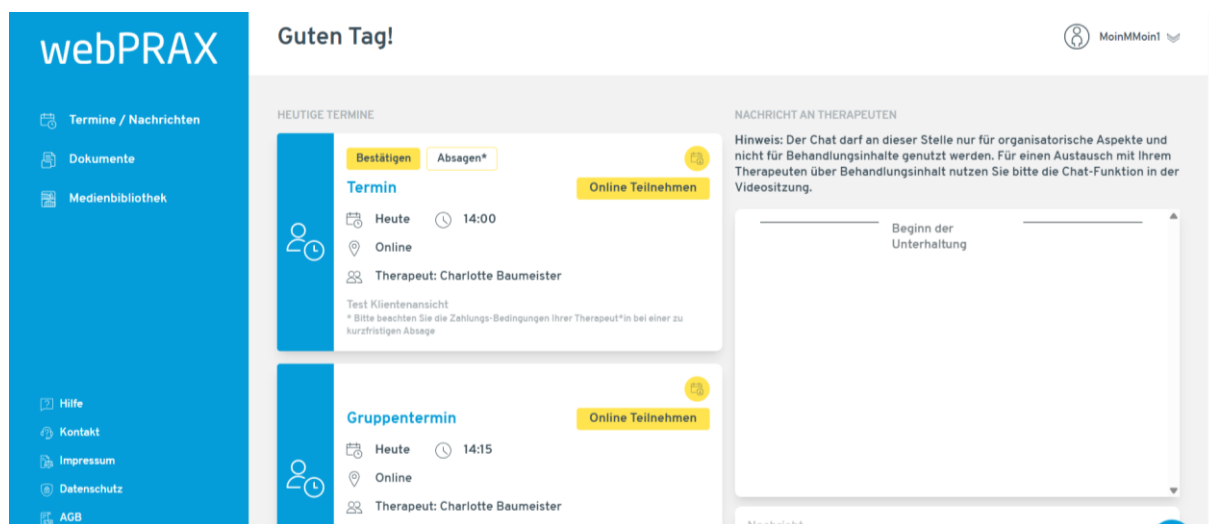 webPRAX
Termine / Nachrichten
Dokumente
Medienbibliothek
Hilfe
Kontakt
Impressum
Datenschutz
AGB
Guten Tag!
MoinMMoin1
HEUTIGE TERMINE
Bestätigen
Absagen*
Termin
Online Teilnehmen
Heute
14:00
Online
Therapeut: Charlotte Baumeister
Test Klientenansicht
* Bitte beachten Sie die Zahlungs-Bedingungen Ihrer Therapeut*in bei einer zu
kurzfristigen Absage
Gruppentermin
Online Teilnehmen
Heute
14:15
Online
Therapeut: Charlotte Baumeister
NACHRICHT AN THERAPEUTEN
Hinweis: Der Chat darf an dieser Stelle nur für organisatorische Aspekte und
nicht für Behandlungsinhalte genutzt werden. Für einen Austausch mit Ihrem
Therapeuten über Behandlungsinhalt nutzen Sie bitte die Chat-Funktion in der
Videositzung.
Beginn der
Unterhaltung
Nachricht